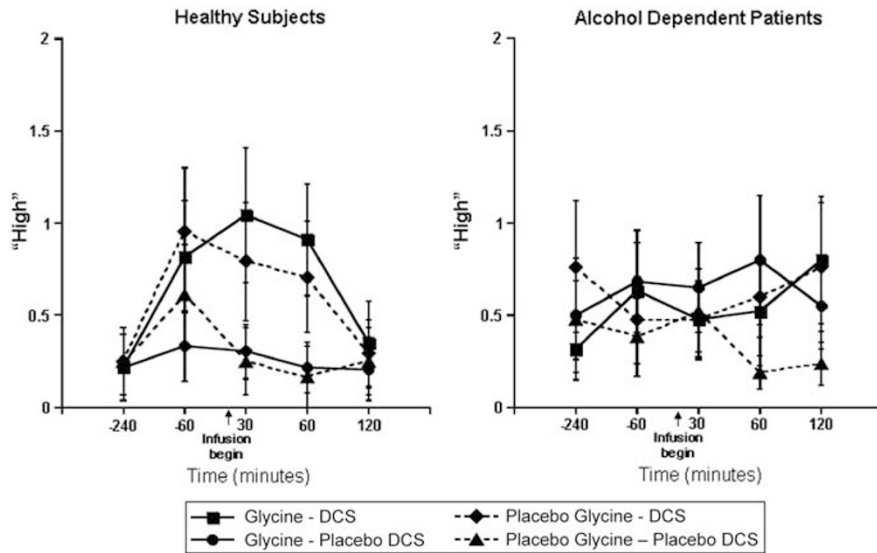 Healthy Subjects
2
1.5
1
0.5
0
“High”
-240 -60 30 60 120
Infusion
begin
Time (minutes)
Alcohol Dependent Patients
2
1.5
1
0.5
0
“High”
-240 -60 30 60 120
Infusion
begin
Time (minutes)
Glycine - DCS
Placebo Glycine - DCS
Glycine - Placebo DCS
Placebo Glycine – Placebo DCS